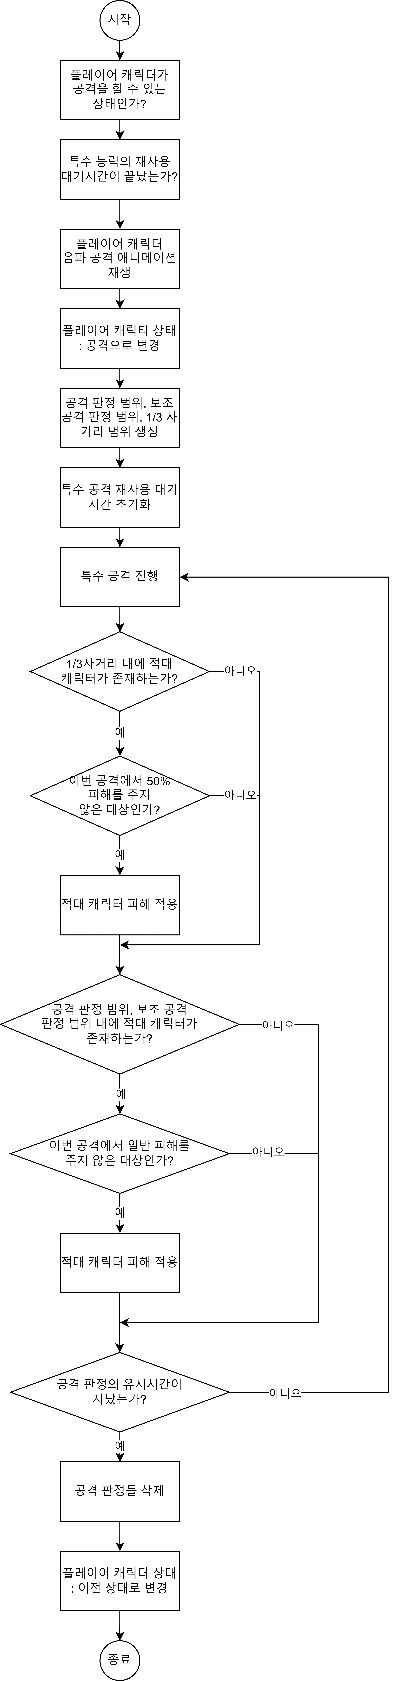 시작
플레이어 캐릭터가
공격을 할 수 있는
상태인가?
특수 능력의 재사용
대기시간이 끝났는가?
플레이어 캐릭터
음파 공격 애니메이션
재생
플레이어 캐릭터 상태
: 공격으로 변경
공격 판정 범위, 보조
공격 판정 범위, 1/3 사
거리 범위 생성
특수 공격 재사용 대기
시간 초기화
특수 공격 진행
1/3사거리 내에 적대
캐릭터가 존재하는가?
아니오
예
이번 공격에서 50%
피해를 주지
않은 대상인가?
아니오
예
적대 캐릭터 피해 적용
공격 판정 범위, 보조 공격
판정 범위 내에 적대 캐릭터가
존재하는가?
아니오
예
이번 공격에서 일반 피해를
주지 않은 대상인가?
아니오
예
적대 캐릭터 피해 적용
공격 판정의 유지시간이
지났는가?
아니오
예
공격 판정들 삭제
플레이어 캐릭터 상태
: 이전 상태로 변경
종료